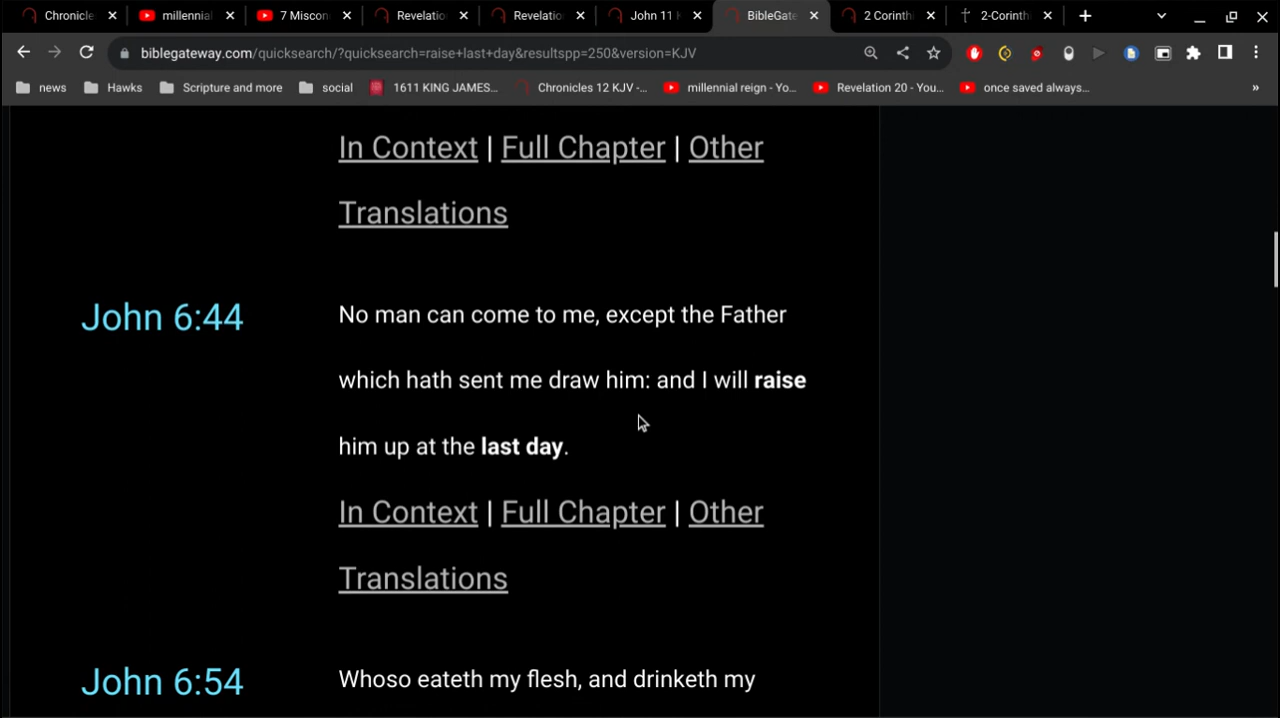 Chronicle
millennial
7 Miscon
Revelatio
Revelatio
John 11
BibleGate
2 Corinth
2-Corinth
biblegateway.com/quicksearch/?quicksearch=raise+last+day&resultspp=250&version=KJV
news
Hawks
Scripture and more
social
1611 KING JAMES...
Chronicles 12 KJV -...
millennial reign - Yo...
Revelation 20 - You...
once saved always...
»
In Context | Full Chapter | Other
Translations
John 6:44
No man can come to me, except the Father
which hath sent me draw him: and I will raise
him up at the last day.
In Context | Full Chapter | Other
Translations
John 6:54
Whoso eateth my flesh, and drinketh my